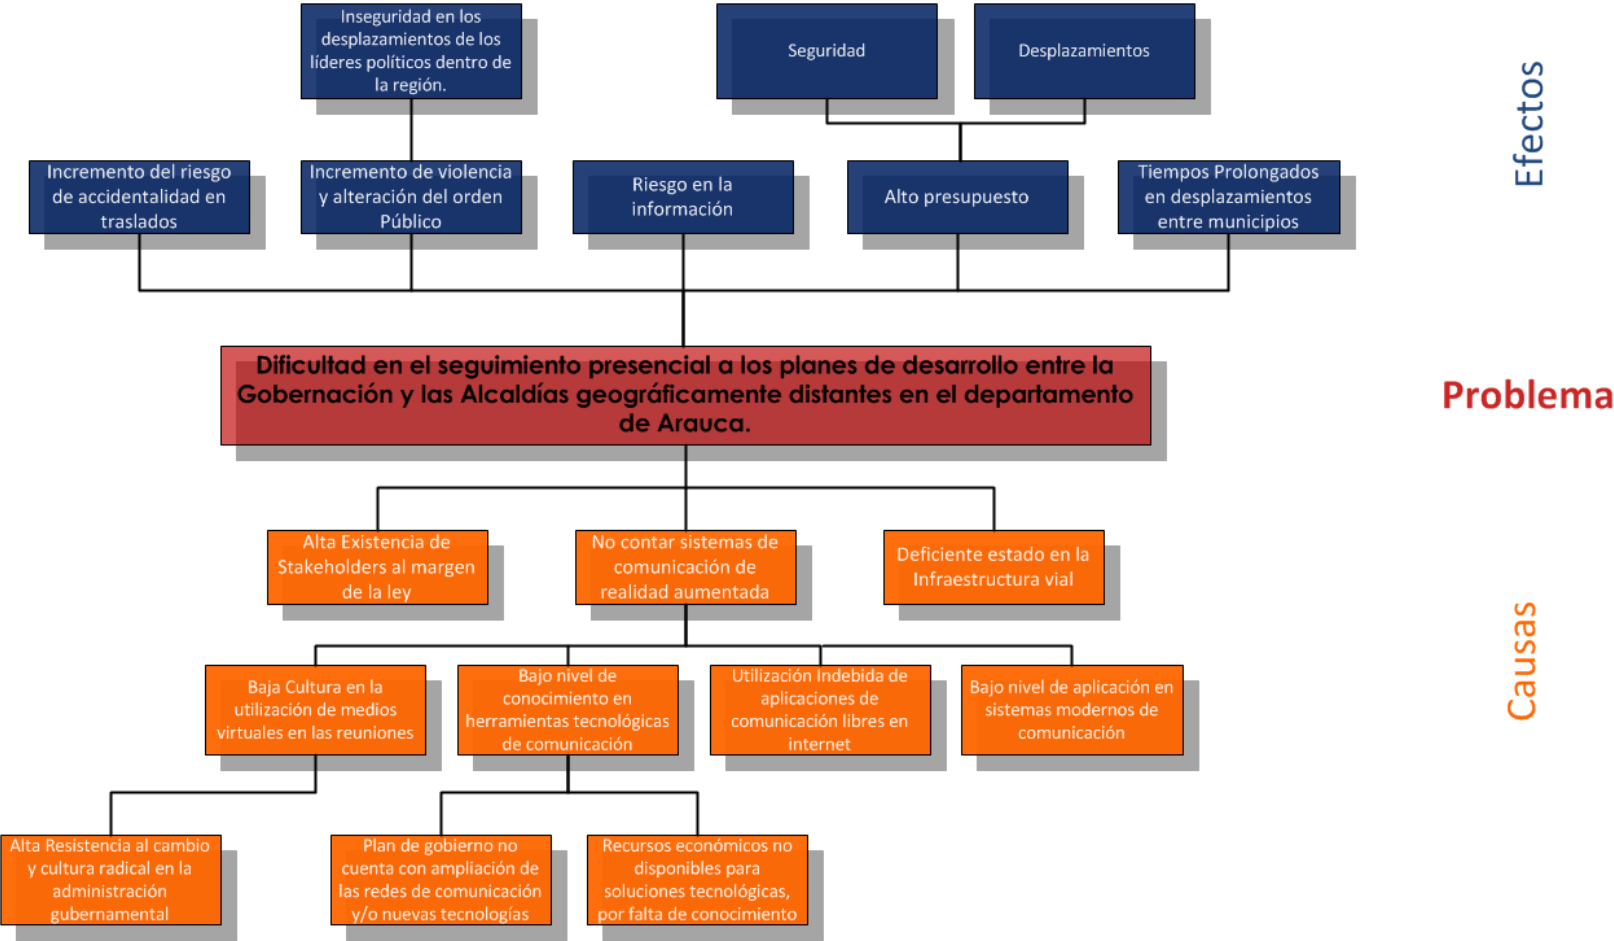 Inseguridad en los
desplazamientos de los
líderes políticos dentro de
la región.
Seguridad
Desplazamientos
Efectos
Incremento del riesgo
de accidentalidad en
traslados
Incremento de violencia
y alteración del orden
Público
Riesgo en la
información
Alto presupuesto
Tiempos Prolongados
en desplazamientos
entre municipios
Dificultad en el seguimiento presencial a los planes de desarrollo entre la
Gobernación y las Alcaldías geográficamente distantes en el departamento
de Arauca.
Problema
Alta Existencia de
Stakeholders al margen
de la ley
No contar sistemas de
comunicación de
realidad aumentada
Deficiente estado en la
Infraestructura vial
Causas
Baja Cultura en la
utilización de medios
virtuales en las reuniones
Bajo nivel de
conocimiento en
herramientas tecnológicas
de comunicación
Utilización Indebida de
aplicaciones de
comunicación libres en
internet
Bajo nivel de aplicación en
sistemas modernos de
comunicación
Alta Resistencia al cambio
y cultura radical en la
administración
gubernamental
Plan de gobierno no
cuenta con ampliación de
las redes de comunicación
y/o nuevas tecnologías
Recursos económicos no
disponibles para
soluciones tecnológicas,
por falta de conocimiento